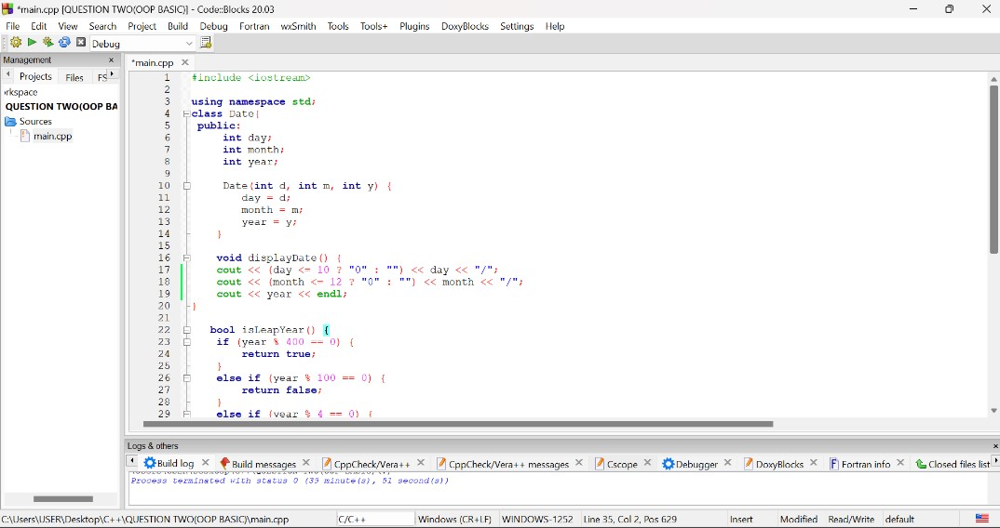 *main.cpp [QUESTION TWO(OOP BASIC)] - Code::Blocks 20.03
File Edit View Search Project Build Debug Fortran wxSmith Tools Tools+ Plugins DoxyBlocks Settings Help
Debug
Management
*main.cpp
Projects Files FS
rkspace
QUESTION TWO(OOP BA
Sources
main.cpp
1 #include <iostream>
2
3 using namespace std;
4 class Date{
5 public:
6 int day;
7 int month;
8 int year;
9
10 Date(int d, int m, int y) {
11 day = d;
12 month = m;
13 year = y;
14 }
15
16 void displayDate() {
17 cout << (day <= 10 ? "0" : "") << day << "/";
18 cout << (month <= 12 ? "0" : "") << month << "/";
19 cout << year << endl;
20 }
21
22 bool isLeapYear() {
23 if (year % 400 == 0) {
24 return true;
25 }
26 else if (year % 100 == 0) {
27 return false;
28 }
29 else if (year % 4 == 0) {
Logs & others
Build log Build messages CppCheck/Vera++ CppCheck/Vera++ messages Cscope Debugger DoxyBlocks Fortran info Closed files list
Process terminated with status 0 (39 minute(s), 51 second(s))
C:\Users\USER\Desktop\C++\QUESTION TWO(OOP BASIC)\main.cpp C/C++ Windows (CR+LF) WINDOWS-1252 Line 35, Col 2, Pos 629 Insert Modified Read/Write default